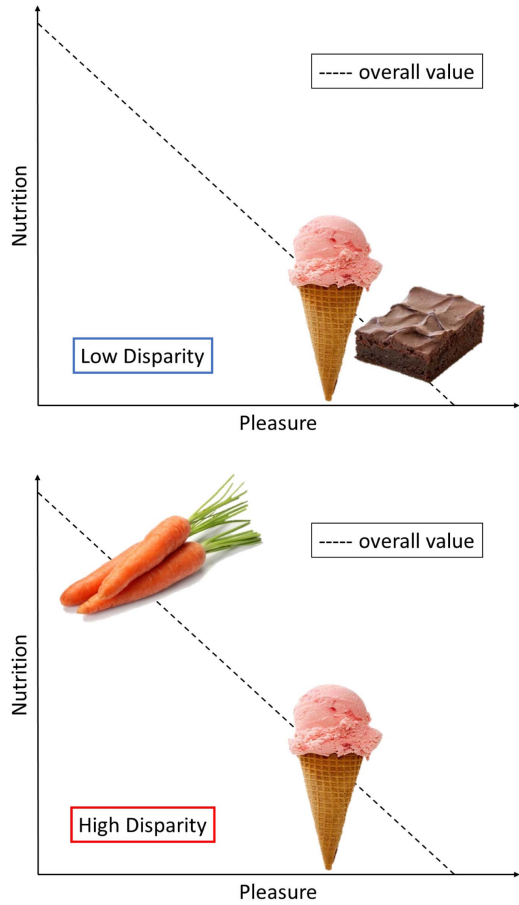 ----- overall value
Nutrition
Low Disparity
Pleasure
----- overall value
Nutrition
High Disparity
Pleasure